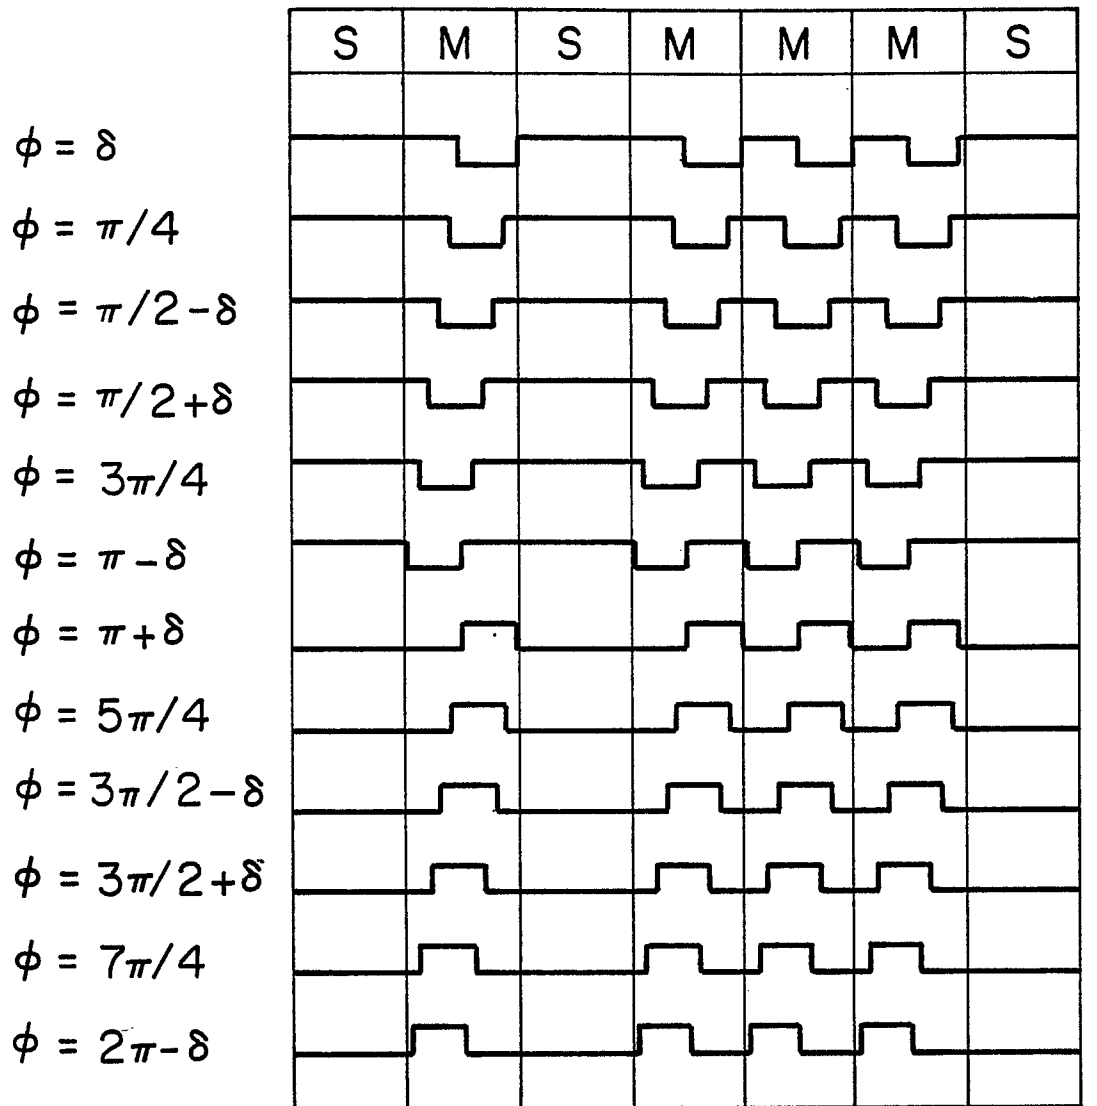 S M S M M M S
ϕ = δ
ϕ = π/4
ϕ = π/2-δ
ϕ = π/2+δ
ϕ = 3π/4
ϕ = π-δ
ϕ = π+δ
ϕ = 5π/4
ϕ = 3π/2-δ
ϕ = 3π/2+δ
ϕ = 7π/4
ϕ = 2π-δ